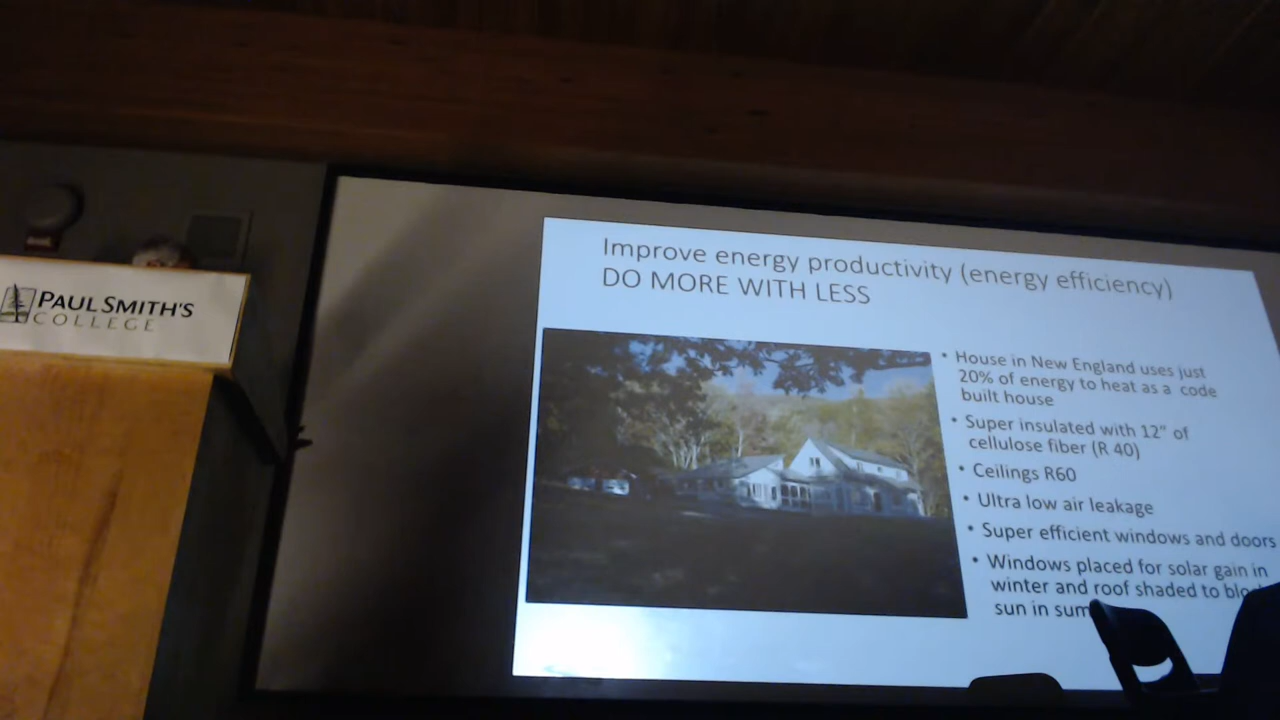 PAUL SMITH'S
COLLEGE
Improve energy productivity (energy efficiency)
DO MORE WITH LESS
• House in New England uses just
20% of energy to heat as a code
built house
• Super insulated with 12" of
cellulose fiber (R 40)
• Ceilings R60
• Ultra low air leakage
• Super efficient windows and doors
• Windows placed for solar gain in
winter and roof shaded to
sun in